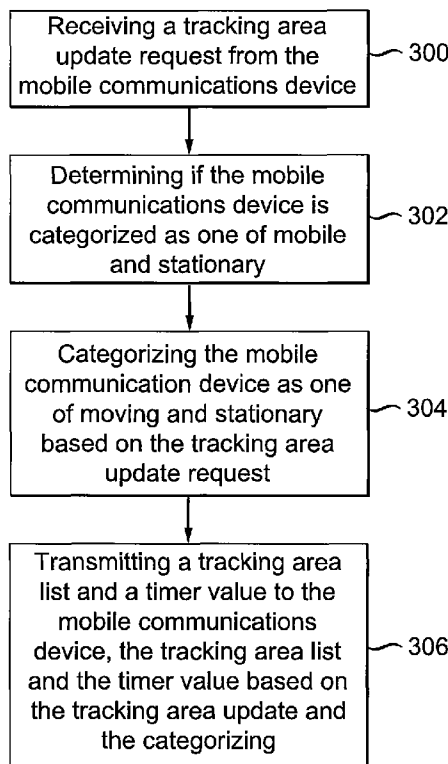 Receiving a tracking area
update request from the
mobile communications device
300
Determining if the mobile
communications device is
categorized as one of mobile
and stationary
302
Categorizing the mobile
communication device as one
of moving and stationary
based on the tracking area
update request
304
Transmitting a tracking area
list and a timer value to the
mobile communications
device, the tracking area list
and the timer value based on
the tracking area update and
the categorizing
306